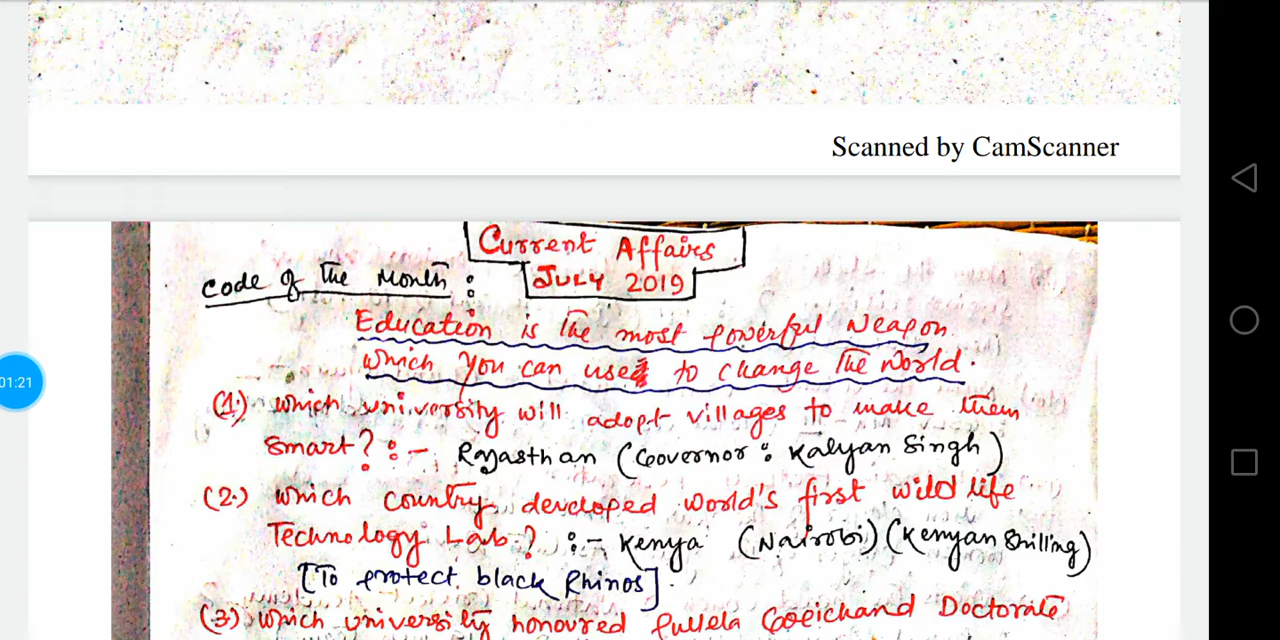 Scanned by CamScanner
Current Affairs
JULY 2019
Code of The Month :
Education is The most powerful Weapon
which you can use to change The World.
(1.) which university will adopt villages to make them
Smart? :- Rajasthan (Governor : Kalyan Singh)
(2.) which country developed world's first wild life
Technology Lab? :- Kenya (Nairobi) (Kenyan Shilling)
[To protect black Rhinos].
(3) which university honoured Pullela Gopichand Doctorate
01:21